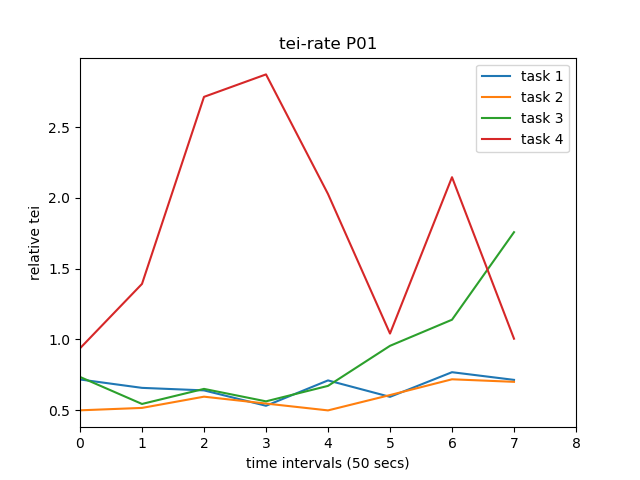 tei-rate P01
task 1
task 2
task 3
task 4
2.5
2.0
1.5
1.0
0.5
relative tei
0 1 2 3 4 5 6 7 8
time intervals (50 secs)